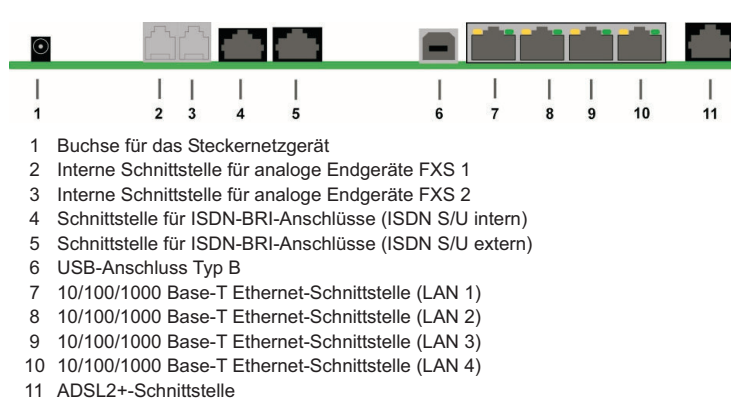 1 2 3 4 5 6 7 8 9 10 11
1 Buchse für das Steckernetzgerät
2 Interne Schnittstelle für analoge Endgeräte FXS 1
3 Interne Schnittstelle für analoge Endgeräte FXS 2
4 Schnittstelle für ISDN-BRI-Anschlüsse (ISDN S/U intern)
5 Schnittstelle für ISDN-BRI-Anschlüsse (ISDN S/U extern)
6 USB-Anschluss Typ B
7 10/100/1000 Base-T Ethernet-Schnittstelle (LAN 1)
8 10/100/1000 Base-T Ethernet-Schnittstelle (LAN 2)
9 10/100/1000 Base-T Ethernet-Schnittstelle (LAN 3)
10 10/100/1000 Base-T Ethernet-Schnittstelle (LAN 4)
11 ADSL2+-Schnittstelle